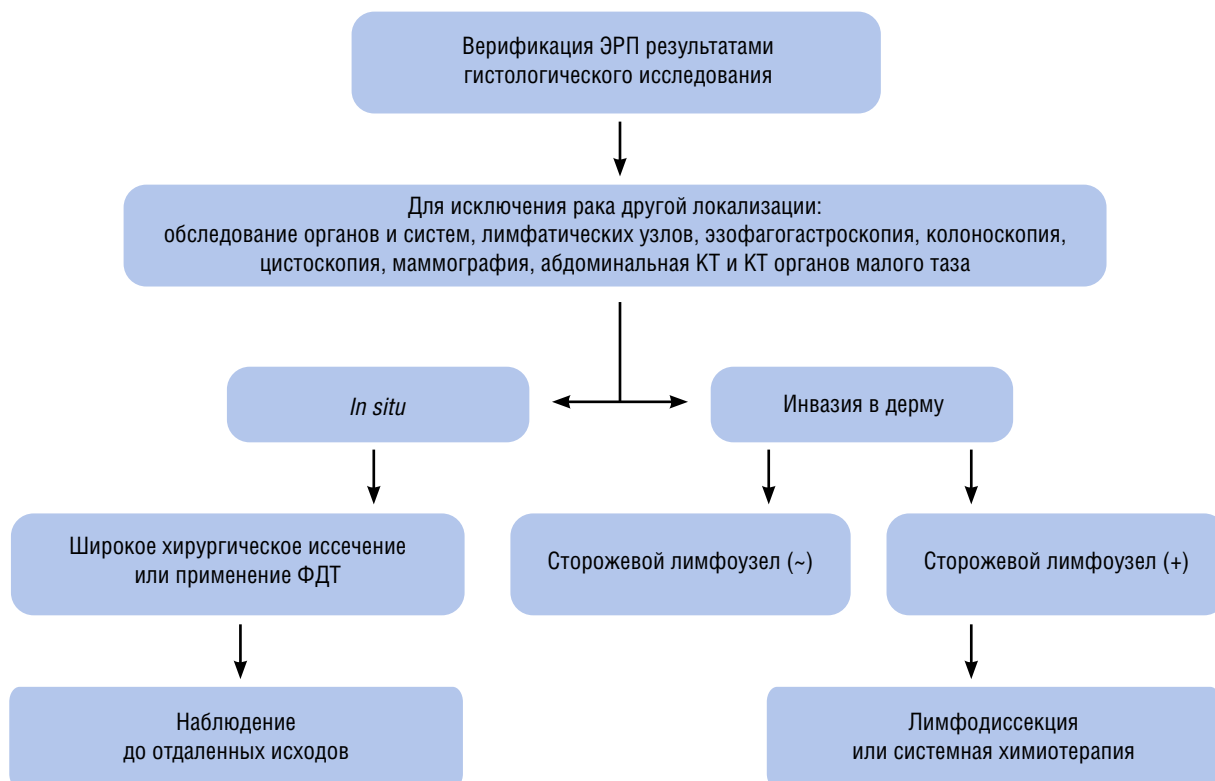 Верификация ЭРП результатами
гистологического исследования
Для исключения рака другой локализации:
обследование органов и систем, лимфатических узлов, эзофагогастроскопия, колоноскопия,
цистоскопия, маммография, абдоминальная КТ и КТ органов малого таза
In situ
Инвазия в дерму
Широкое хирургическое иссечение
или применение ФДТ
Сторожевой лимфоузел (~)
Сторожевой лимфоузел (+)
Наблюдение
до отдаленных исходов
Лимфодиссекция
или системная химиотерапия